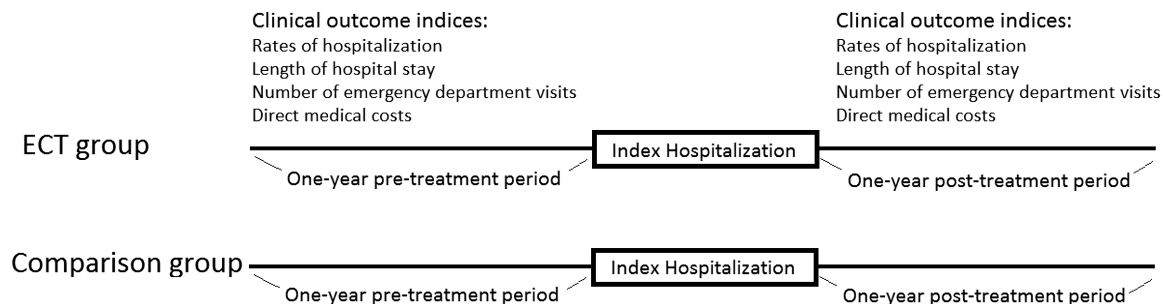 Clinical outcome indices:
Rates of hospitalization
Length of hospital stay
Number of emergency department visits
Direct medical costs
Clinical outcome indices:
Rates of hospitalization
Length of hospital stay
Number of emergency department visits
Direct medical costs
ECT group
Index Hospitalization
One-year pre-treatment period
One-year post-treatment period
Comparison group
Index Hospitalization
One-year pre-treatment period
One-year post-treatment period